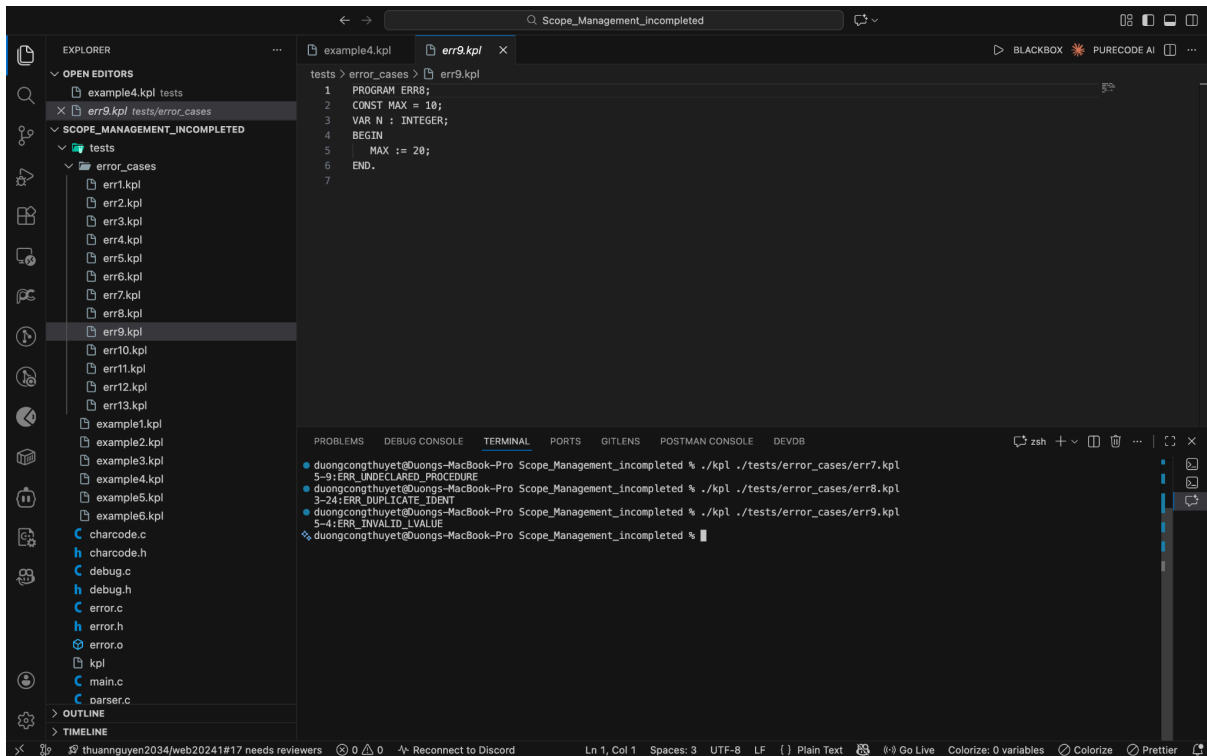 Scope_Management_incompleted
EXPLORER
OPEN EDITORS
example4.kpl tests
err9.kpl tests/error_cases
SCOPE_MANAGEMENT_INCOMPLETED
tests
error_cases
err1.kpl
err2.kpl
err3.kpl
err4.kpl
err5.kpl
err6.kpl
err7.kpl
err8.kpl
err9.kpl
err10.kpl
err11.kpl
err12.kpl
err13.kpl
example1.kpl
example2.kpl
example3.kpl
example4.kpl
example5.kpl
example6.kpl
C charcode.c
h charcode.h
C debug.c
h debug.h
C error.c
h error.h
error.o
kpl
C main.c
C parser.c
OUTLINE
TIMELINE
example4.kpl err9.kpl BLACKBOX PURECODE AI
tests > error_cases > err9.kpl
1 PROGRAM ERR8;
2 CONST MAX = 10;
3 VAR N : INTEGER;
4 BEGIN
5 MAX := 20;
6 END.
7
PROBLEMS DEBUG CONSOLE TERMINAL PORTS GITLENS POSTMAN CONSOLE DEVDB zsh
duongcongthuyet@Duongs-MacBook-Pro Scope_Management_incompleted % ./kpl ./tests/error_cases/err7.kpl
5-9:ERR_UNDECLARED_PROCEDURE
duongcongthuyet@Duongs-MacBook-Pro Scope_Management_incompleted % ./kpl ./tests/error_cases/err8.kpl
3-24:ERR_DUPLICATE_IDENT
duongcongthuyet@Duongs-MacBook-Pro Scope_Management_incompleted % ./kpl ./tests/error_cases/err9.kpl
5-4:ERR_INVALID_LVALUE
duongcongthuyet@Duongs-MacBook-Pro Scope_Management_incompleted %
thuannguyen2034/web20241#17 needs reviewers 0 0 Reconnect to Discord Ln 1, Col 1 Spaces: 3 UTF-8 LF { } Plain Text Go Live Colorize: 0 variables Colorize Prettier